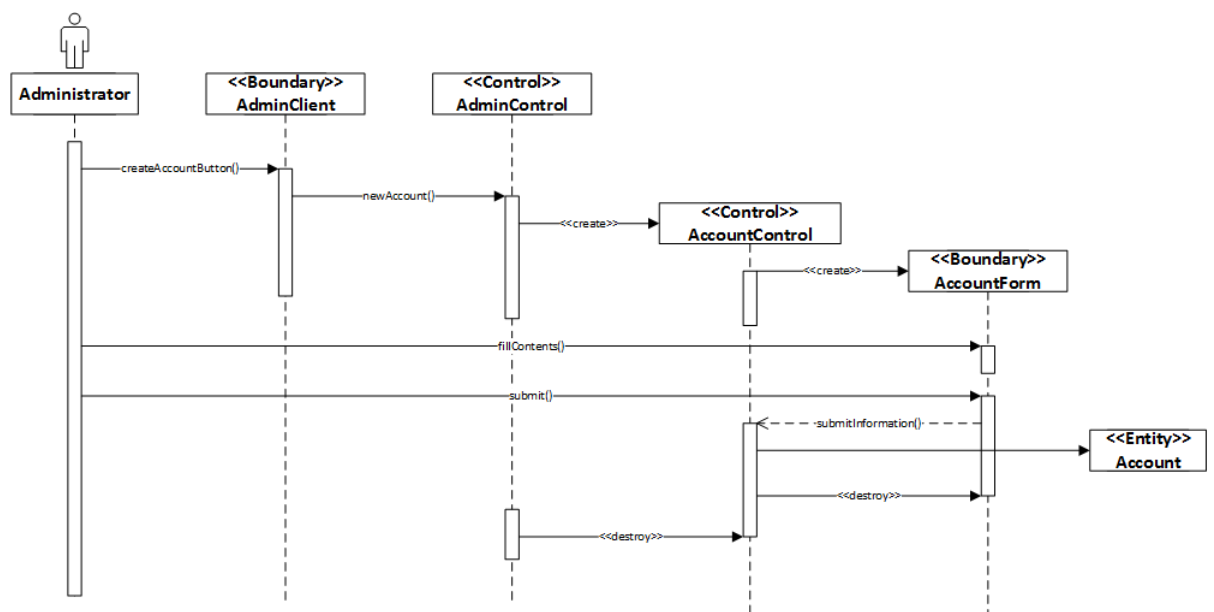 Administrator
<<Boundary>>
AdminClient
<<Control>>
AdminControl
createAccountButton()
newAccount()
<<create>>
<<Control>>
AccountControl
<<create>>
<<Boundary>>
AccountForm
fillContents()
submit()
submitInformation()
<<Entity>>
Account
<<destroy>>
<<destroy>>